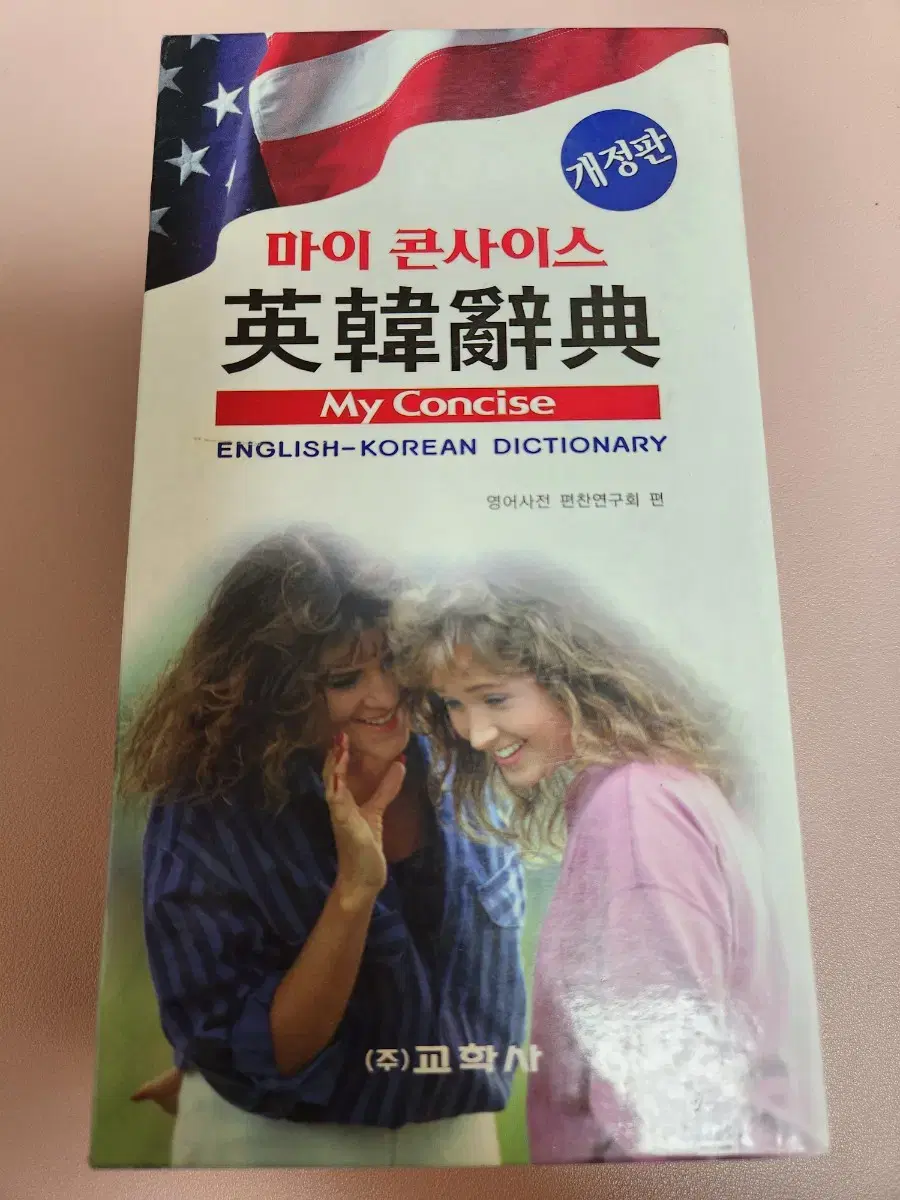 개정판
마이 콘사이스
英韓辭典
My Concise
ENGLISH-KOREAN DICTIONARY
영어사전 편찬연구회 편
(주)교학사